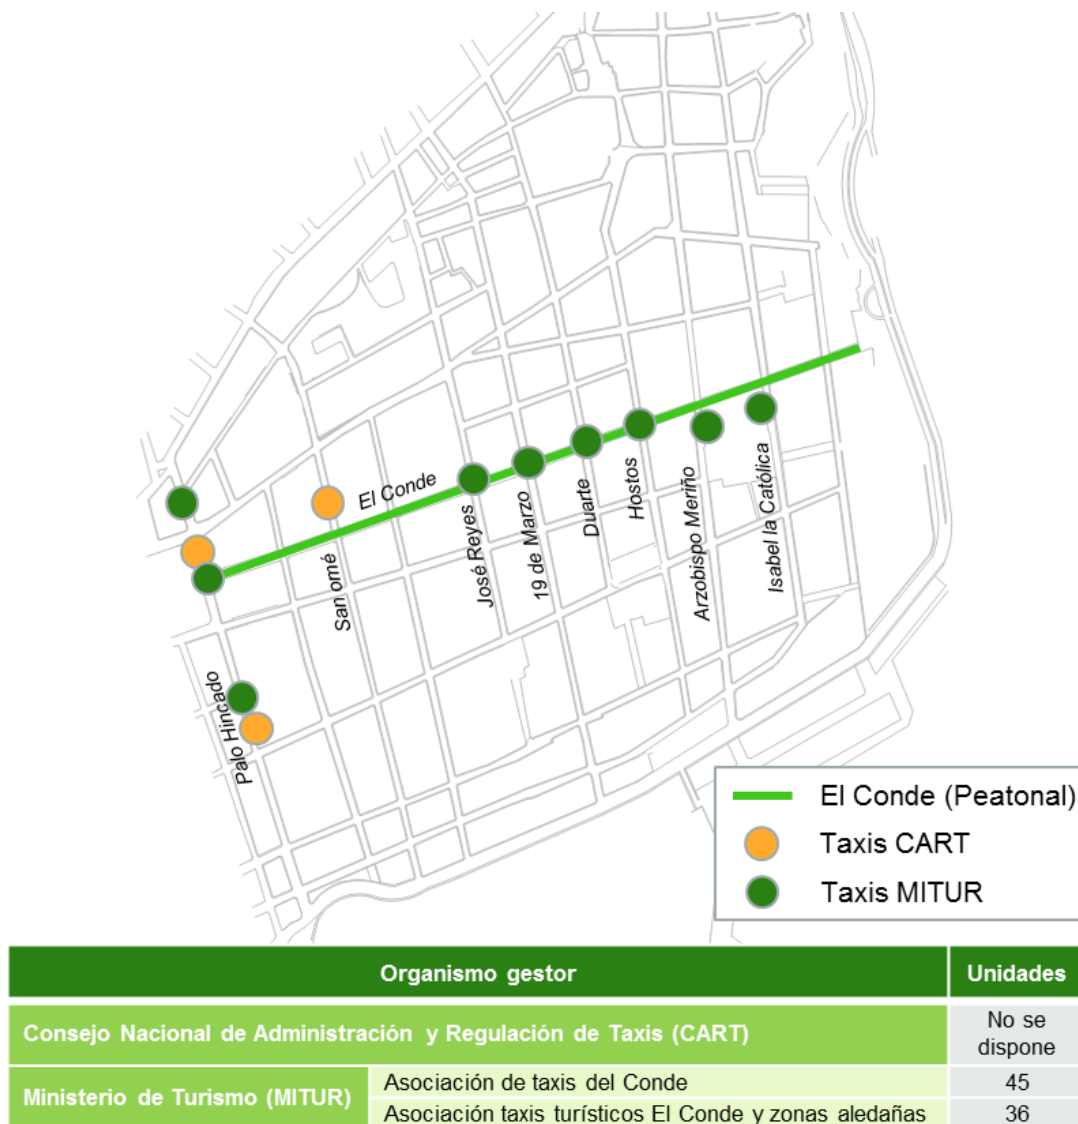 El Conde
San omé
José Reyes
19 de Marzo
Duarte
Hostos
Arzobispo Meriño
Isabel la Católica
Palo Hincado
El Conde (Peatonal)
Taxis CART
Taxis MITUR
Organismo gestor
Unidades
Consejo Nacional de Administración y Regulación de Taxis (CART)
No se
dispone
Ministerio de Turismo (MITUR)
Asociación de taxis del Conde
45
Asociación taxis turísticos El Conde y zonas aledañas
36